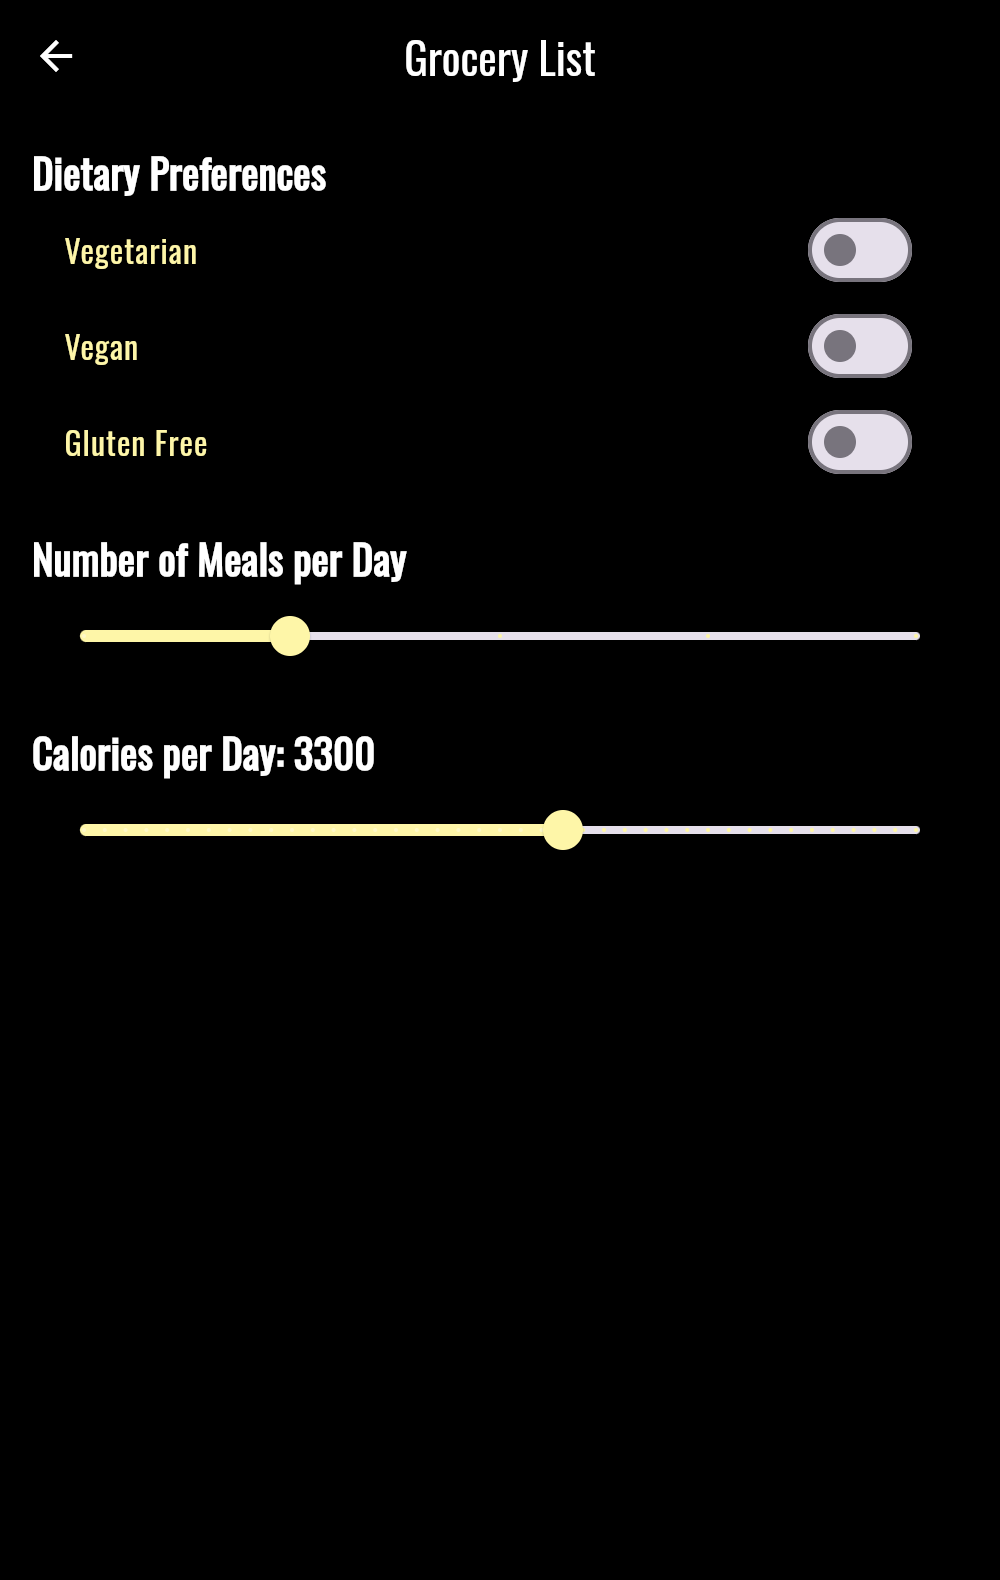 Grocery List
Dietary Preferences
Vegetarian
Vegan
Gluten Free
Number of Meals per Day
Calories per Day: 3300